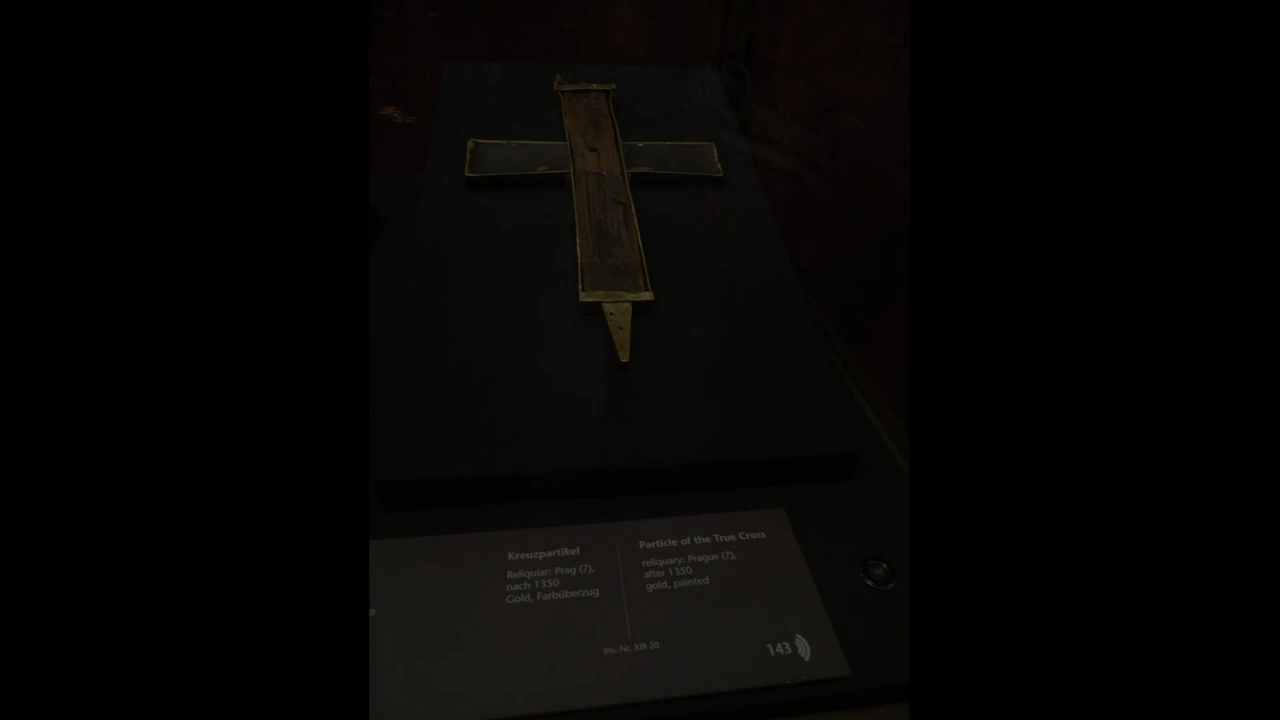 Kreuzpartikel
Reliquiar: Prag (?),
nach 1350
Gold, Farbüberzug
Particle of the True Cross
reliquary: Prague (?),
after 1350
gold, painted
Inv.-Nr. XIII 20
143